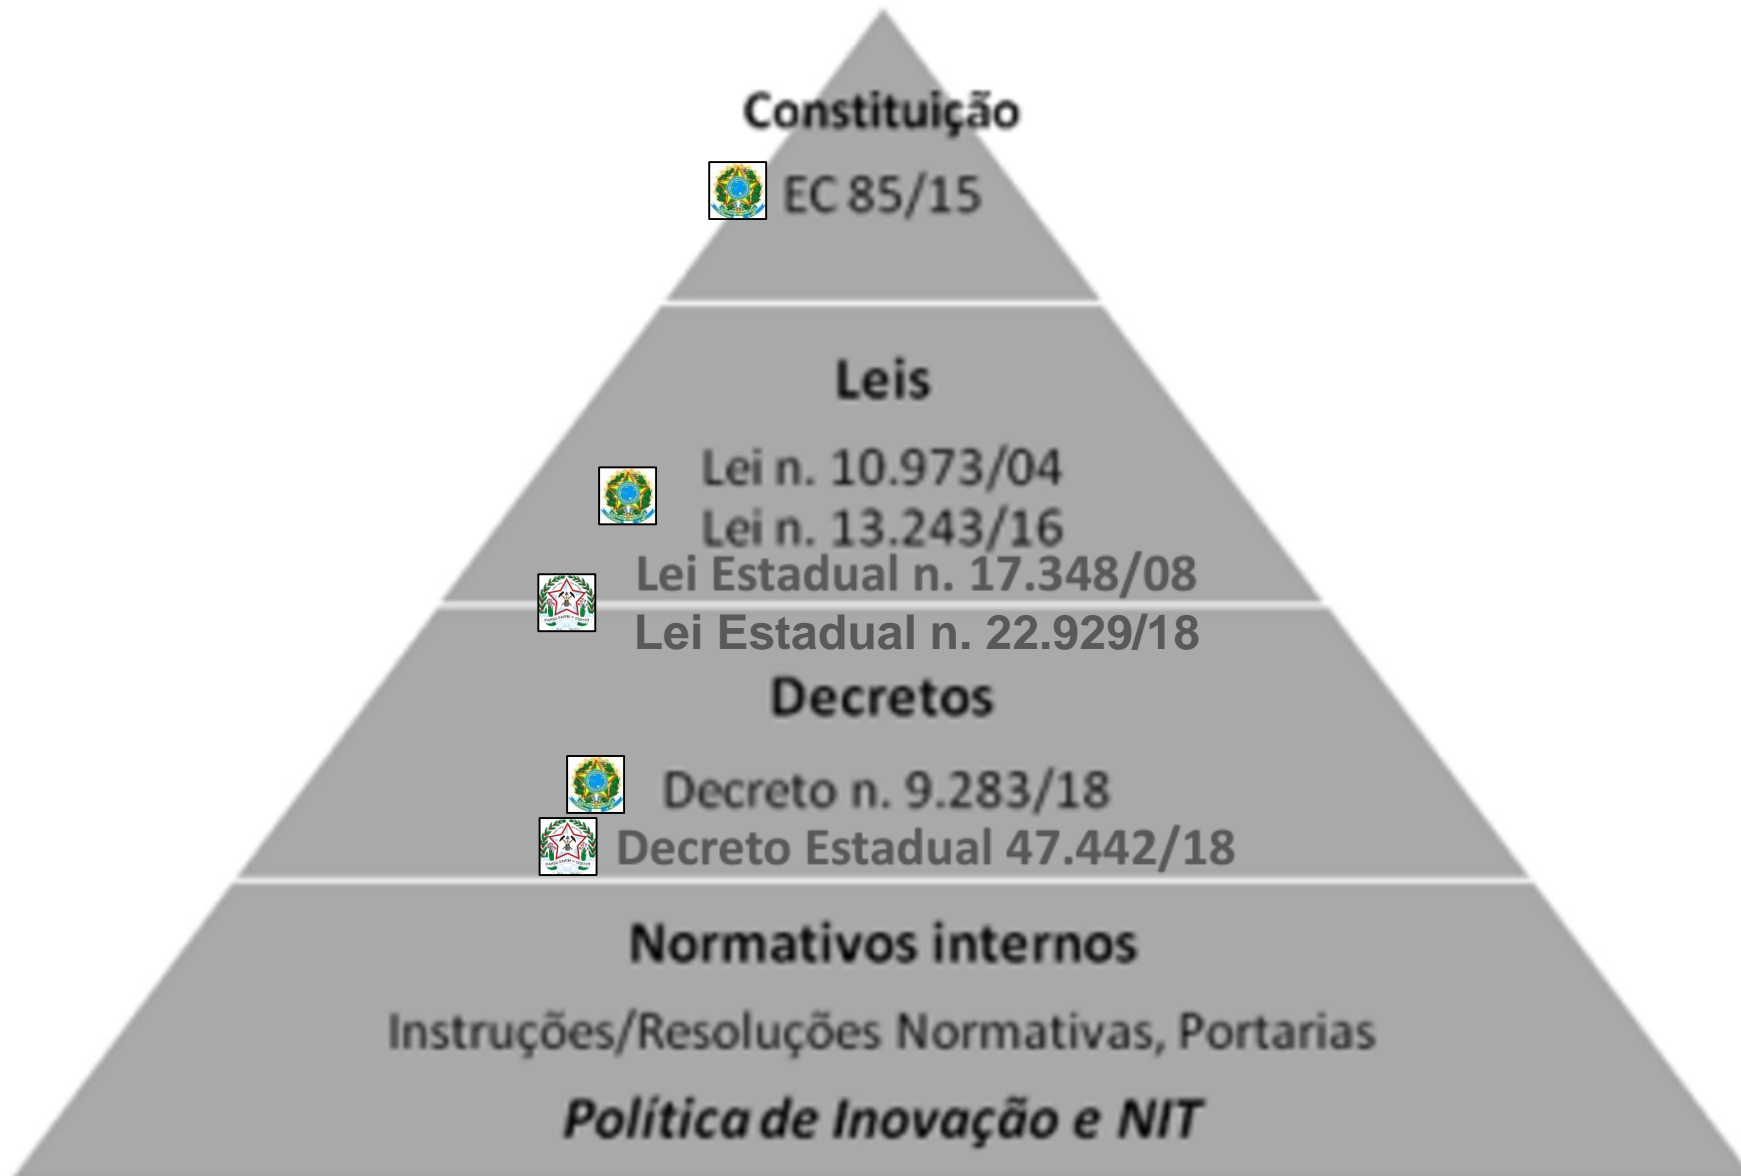 Constituição
EC 85/15
Leis
Lei n. 10.973/04
Lei n. 13.243/16
Lei Estadual n. 17.348/08
Lei Estadual n. 22.929/18
Decretos
Decreto n. 9.283/18
Decreto Estadual 47.442/18
Normativos internos
Instruções/Resoluções Normativas, Portarias
Política de Inovação e NIT